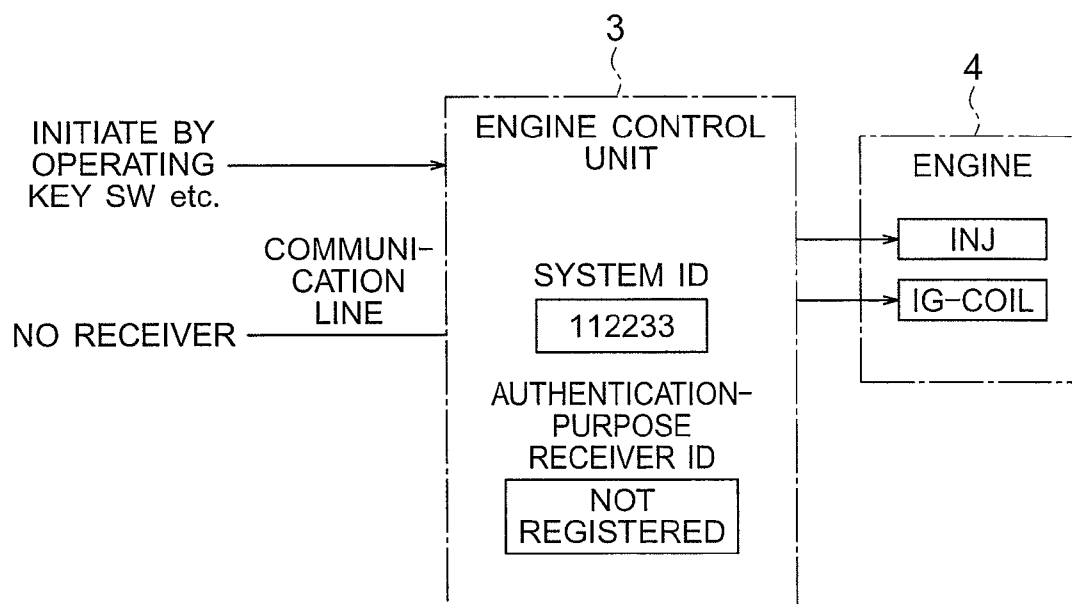 3
4
INITIATE BY
OPERATING
KEY SW etc.
ENGINE CONTROL
UNIT
ENGINE
INJ
IG-COIL
COMMUNI-
CATION
LINE
NO RECEIVER
SYSTEM ID
112233
AUTHENTICATION-
PURPOSE
RECEIVER ID
NOT
REGISTERED